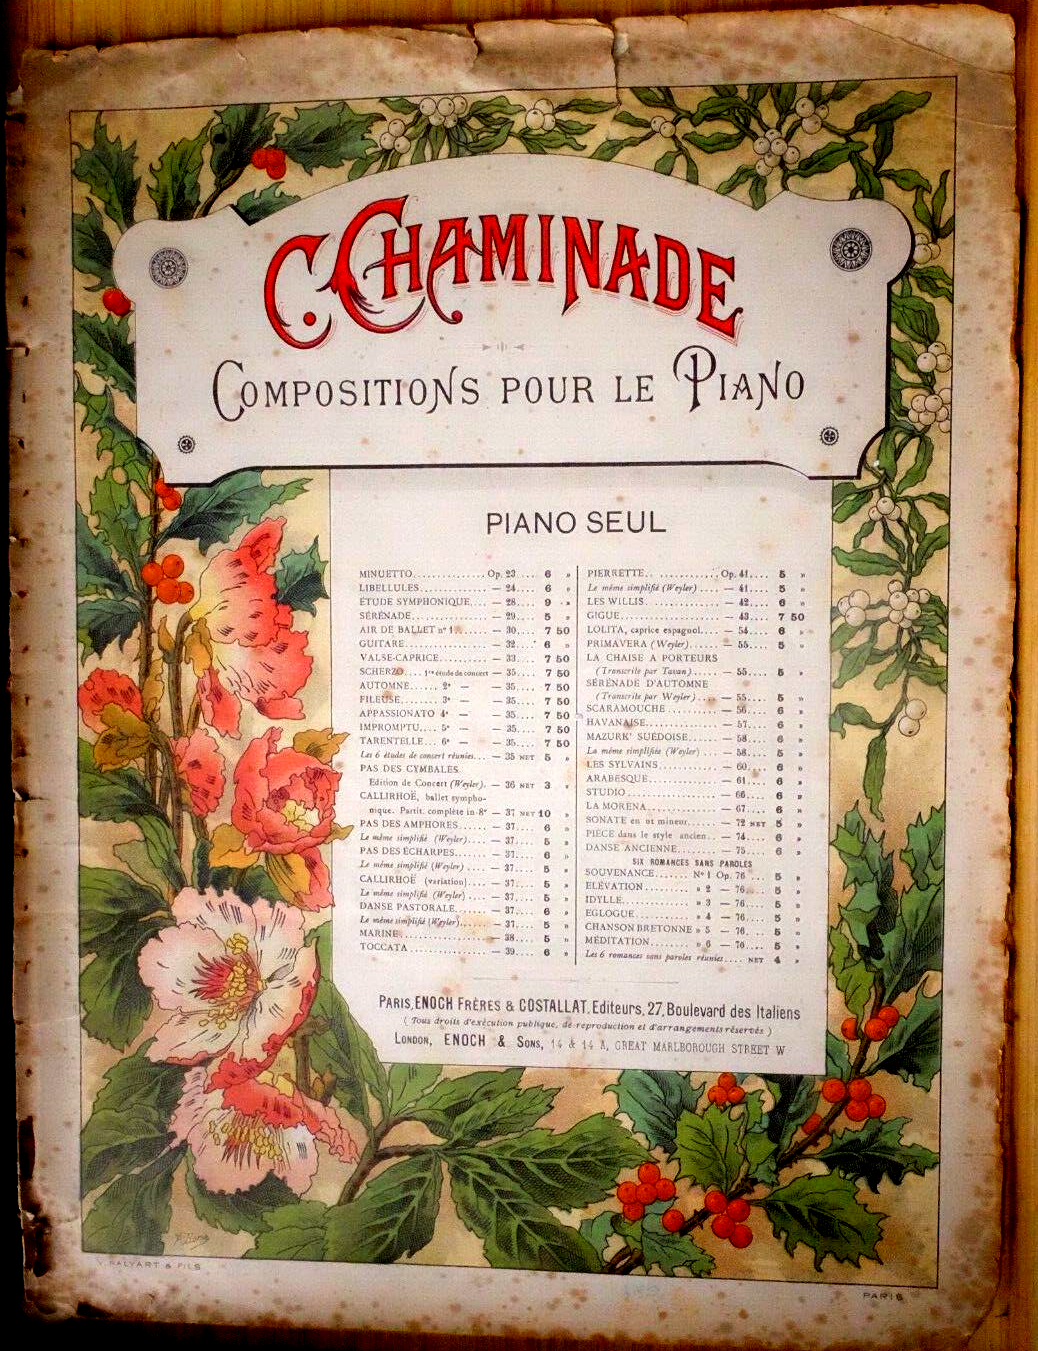 C. CHAMINADE
COMPOSITIONS POUR LE PIANO
PIANO SEUL
MINUETTO............... Op. 23.... 6 »
LIBELLULES............. — 24.... 6 »
ÉTUDE SYMPHONIQUE.... — 28.... 9 »
SÉRÉNADE............... — 29.... 5 »
AIR DE BALLET nº 1..... — 30.... 7 50
GUITARE................ — 32.... 6 »
VALSE-CAPRICE.......... — 33.... 7 50
SCHERZO.... 1re étude de concert — 35.... 7 50
AUTOMNE...... 2e — — 35.... 7 50
FILEUSE....... 3e — — 35.... 7 50
APPASSIONATO 4e — — 35.... 7 50
IMPROMPTU.... 5e — — 35.... 7 50
TARENTELLE... 6e — — 35.... 7 50
Les 6 études de concert réunies... — 35 NET 5 »
PAS DES CYMBALES
Edition de Concert (Weyler). — 36 NET 3 »
CALLIRHOË, ballet sympho-
nique. Partit. complète in-8º — 37 NET 10 »
PAS DES AMPHORES...... — 37.... 6 »
Le même simplifié (Weyler).... — 37.... 5 »
PAS DES ÉCHARPES....... — 37.... 6 »
Le même simplifié (Weyler).... — 37.... 5 »
CALLIRHOË (variation).... — 37.... 5 »
Le même simplifié (Weyler).... — 37.... 5 »
DANSE PASTORALE....... — 37.... 6 »
Le même simplifié (Weyler)..... — 37.... 5 »
MARINE................. — 38.... 5 »
TOCCATA................ — 39.... 6 »
PIERRETTE.............. Op. 41.... 5 »
Le même simplifié (Weyler).... — 41.... 5 »
LES WILLIS............. — 42.... 6 »
GIGUE.................. — 43.... 7 50
LOLITA, caprice espagnol.... — 54.... 6 »
PRIMAVERA (Weyler)...... — 55.... 5 »
LA CHAISE A PORTEURS
(Transcrite par Tavan)..... — 55.... 5 »
SÉRÉNADE D'AUTOMNE
(Transcrite par Weyler).... — 55.... 5 »
SCARAMOUCHE........... — 56.... 6 »
HAVANAISE.............. — 57.... 6 »
MAZURK' SUÉDOISE...... — 58.... 6 »
La même simplifiée (Weyler).... — 58.... 5 »
LES SYLVAINS........... — 60.... 6 »
ARABESQUE.............. — 61.... 6 »
STUDIO................. — 66.... 6 »
LA MORENA.............. — 67.... 6 »
SONATE en ut mineur...... — 72 NET 5 »
PIÈCE dans le style ancien.. — 74.... 6 »
DANSE ANCIENNE......... — 75.... 6 »
SIX ROMANCES SANS PAROLES
SOUVENANCE...... Nº 1 Op. 76.... 5 »
ELÉVATION........ » 2 — 76.... 5 »
IDYLLE............ » 3 — 76.... 5 »
EGLOGUE.......... » 4 — 76.... 5 »
CHANSON BRETONNE » 5 — 76.... 5 »
MÉDITATION....... » 6 — 76.... 5 »
Les 6 romances sans paroles réunies.... NET 4 »
PARIS, ENOCH FRÈRES & COSTALLAT, Editeurs, 27, Boulevard des Italiens
(Tous droits d'exécution publique, de reproduction et d'arrangements réservés)
LONDON, ENOCH & SONS, 14 & 14 A, GREAT MARLBOROUGH STREET W
& FILS
PARIS